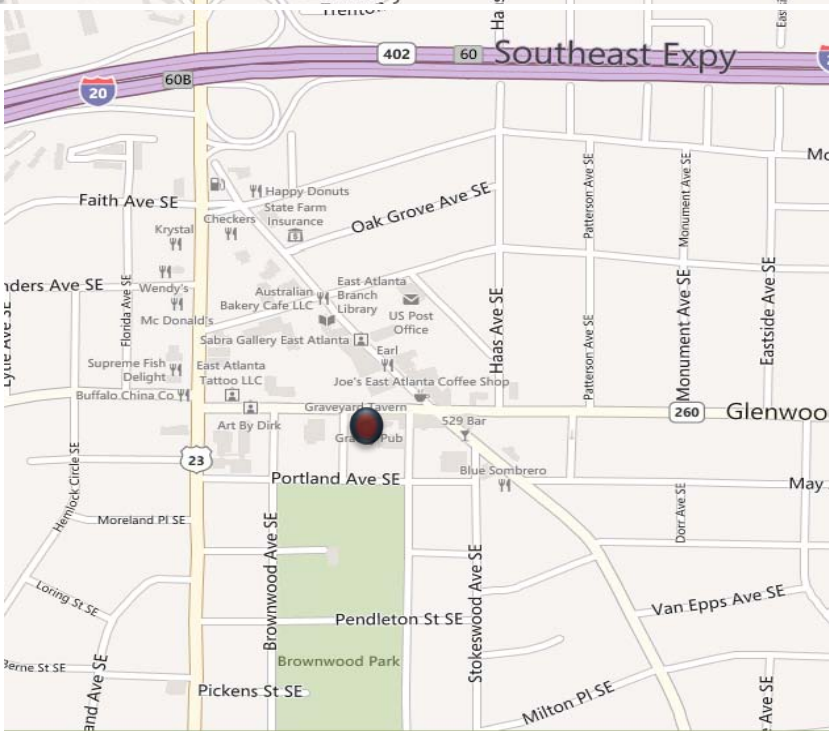 Trenton
402
60
Southeast Expy
60B
20
Faith Ave SE
Happy Donuts
State Farm
Insurance
Checkers
Krystal
Oak Grove Ave SE
Patterson Ave SE
Monument Ave SE
nders Ave SE
Wendy's
Mc Donald's
Florida Ave SE
Australian
Bakery Cafe LLC
East Atlanta
Branch
Library
US Post
Office
Haas Ave SE
Patterson Ave SE
Monument Ave SE
Eastside Ave SE
Sabra Gallery East Atlanta
Earl
Supreme Fish
Delight
East Atlanta
Tattoo LLC
Joe's East Atlanta Coffee Shop
Buffalo China Co
Graveyard Tavern
Art By Dirk
Pub
529 Bar
260
Glenwoo
23
Portland Ave SE
Blue Sombrero
May
Hemlock Circle SE
Moreland Pl SE
Dorr Ave SE
Brownwood Ave SE
Stokeswood Ave SE
Loring St SE
Van Epps Ave SE
Pendleton St SE
Berne St SE
and Ave SE
Brownwood Park
Pickens St SE
Milton Pl SE
e Ave SE